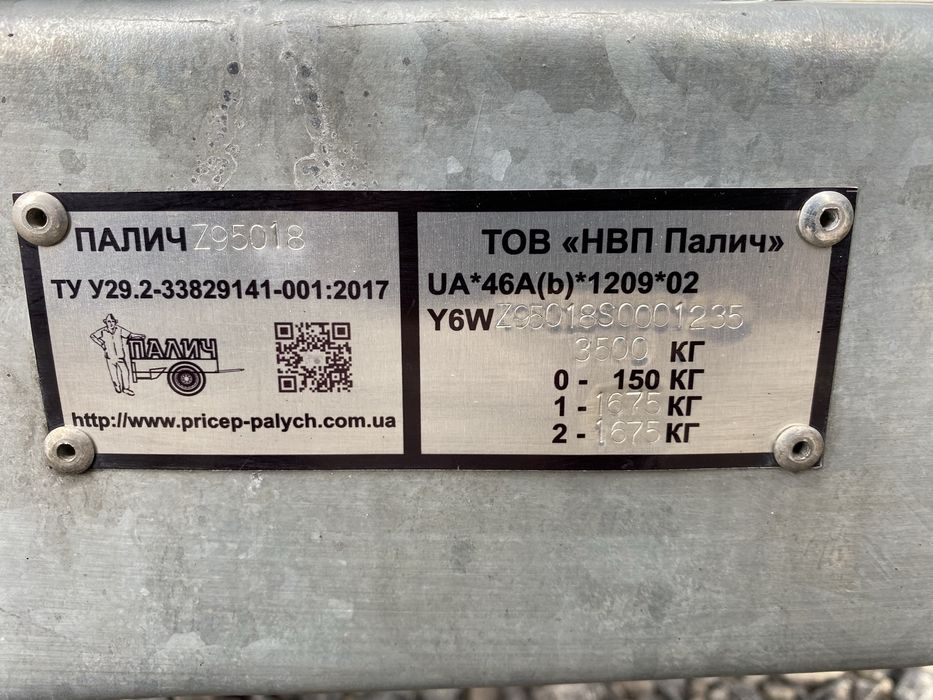 ПАЛИЧ Z95018
ТУ У29.2-33829141-001:2017
ПАЛИЧ
http://www.pricep-palych.com.ua
ТОВ «НВП Палич»
UA*46A(b)*1209*02
Y6WZ95018S0001235
3500 КГ
0 - 150 КГ
1 - 1675 КГ
2 - 1675 КГ